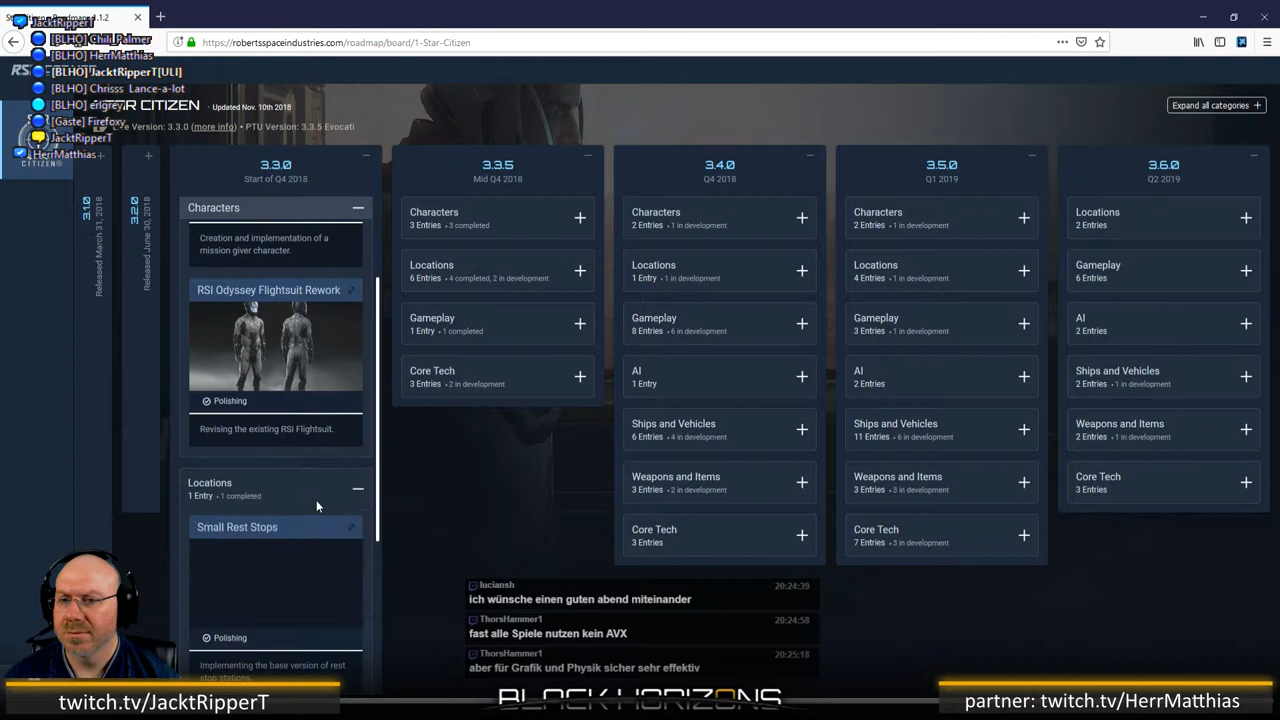 JacktRipperT
[BLHO] Chili_Palmer
[BLHO] HerrMatthias
[BLHO] JacktRipperT[ULI]
[BLHO] Chrisss_Lance-a-lot
[BLHO] erlgrey
[Gäste] Firefoxy
JacktRipperT
HerrMatthias
https://robertsspaceindustries.com/roadmap/board/1-Star-Citizen
STAR CITIZEN • Updated Nov. 10th 2018
Live Version: 3.3.0 (more info) • PTU Version: 3.3.5 Evocati
Expand all categories +
3.1.0 Released March 31, 2018
3.2.0 Released June 30, 2018
3.3.0
Start of Q4 2018
Characters
Creation and implementation of a
mission giver character.
RSI Odyssey Flightsuit Rework
Polishing
Revising the existing RSI Flightsuit.
Locations
1 Entry • 1 completed
Small Rest Stops
Polishing
Implementing the base version of rest
stop stations.
3.3.5
Mid Q4 2018
Characters
3 Entries • 3 completed
Locations
6 Entries • 4 completed, 2 in development
Gameplay
1 Entry • 1 completed
Core Tech
3 Entries • 2 in development
3.4.0
Q4 2018
Characters
2 Entries • 1 in development
Locations
1 Entry • 1 in development
Gameplay
8 Entries • 6 in development
AI
1 Entry
Ships and Vehicles
6 Entries • 4 in development
Weapons and Items
3 Entries • 2 in development
Core Tech
3 Entries
3.5.0
Q1 2019
Characters
2 Entries • 1 in development
Locations
4 Entries • 1 in development
Gameplay
3 Entries • 1 in development
AI
2 Entries
Ships and Vehicles
11 Entries • 6 in development
Weapons and Items
3 Entries • 3 in development
Core Tech
7 Entries • 3 in development
3.6.0
Q2 2019
Locations
2 Entries
Gameplay
6 Entries
AI
2 Entries
Ships and Vehicles
2 Entries • 1 in development
Weapons and Items
2 Entries • 1 in development
Core Tech
3 Entries
luciansh 20:24:39
ich wünsche einen guten abend miteinander
ThorsHammer1 20:24:58
fast alle Spiele nutzen kein AVX
ThorsHammer1 20:25:18
aber für Grafik und Physik sicher sehr effektiv
BLACK HORIZONS
twitch.tv/JacktRipperT
partner: twitch.tv/HerrMatthias